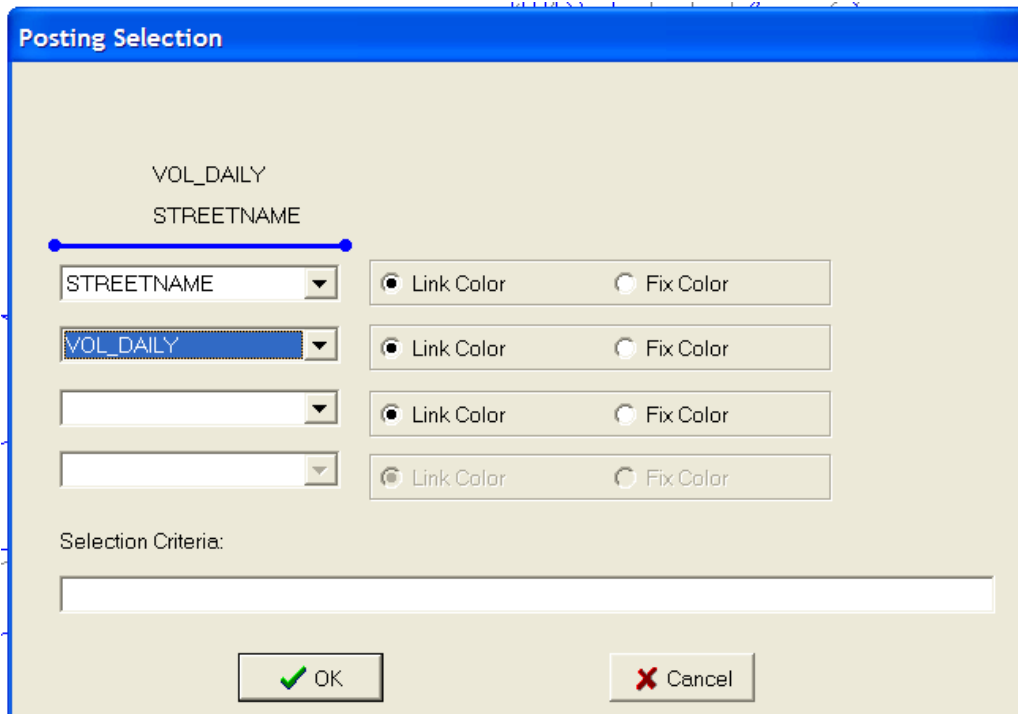 Posting Selection
VOL_DAILY
STREETNAME
STREETNAME Link Color Fix Color
VOL_DAILY Link Color Fix Color
Link Color Fix Color
Link Color Fix Color
Selection Criteria:
OK Cancel